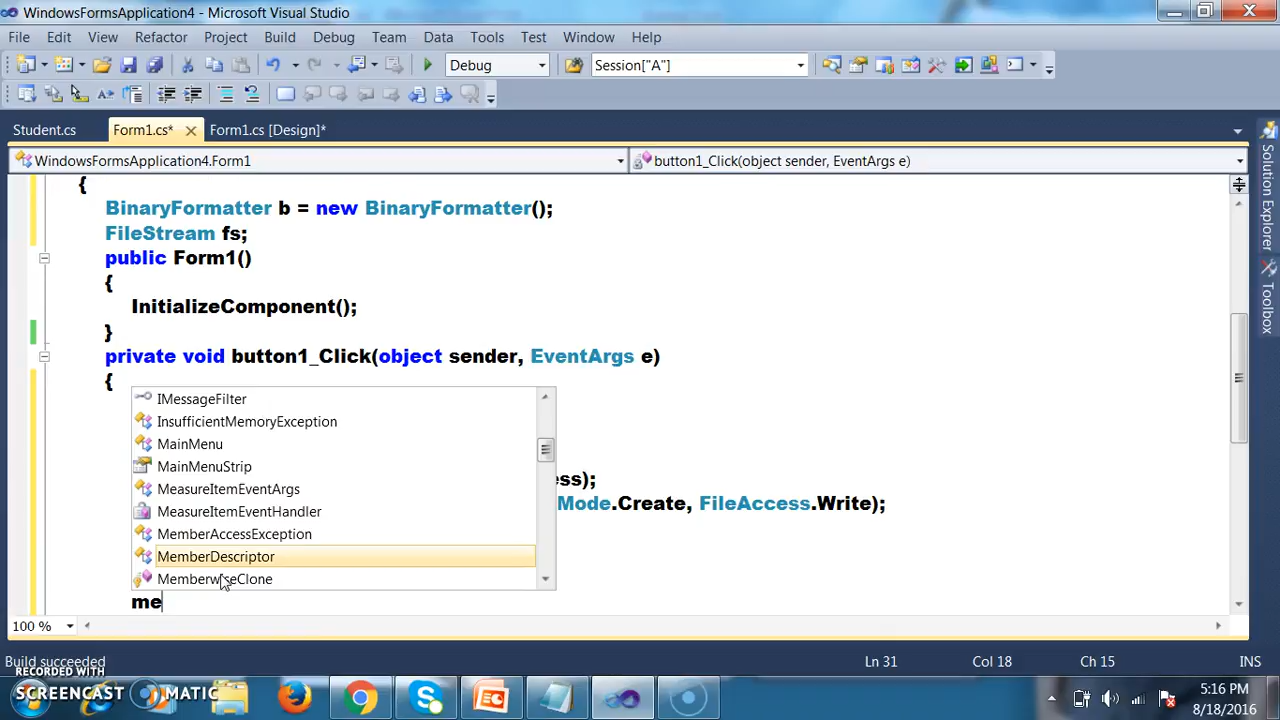 WindowsFormsApplication4 - Microsoft Visual Studio
File Edit View Refactor Project Build Debug Team Data Tools Test Window Help
Debug Session["A"]
Student.cs Form1.cs* Form1.cs [Design]*
WindowsFormsApplication4.Form1 button1_Click(object sender, EventArgs e)
{
BinaryFormatter b = new BinaryFormatter();
FileStream fs;
public Form1()
{
InitializeComponent();
}
private void button1_Click(object sender, EventArgs e)
{
IMessageFilter
InsufficientMemoryException
MainMenu
MainMenuStrip
ess);
MeasureItemEventArgs
Mode.Create, FileAccess.Write);
MeasureItemEventHandler
MemberAccessException
MemberDescriptor
MemberwiseClone
me
100 %
Build succeeded Ln 31 Col 18 Ch 15 INS
RECORDED WITH
SCREENCAST MATIC
5:16 PM
8/18/2016
Solution Explorer
Toolbox